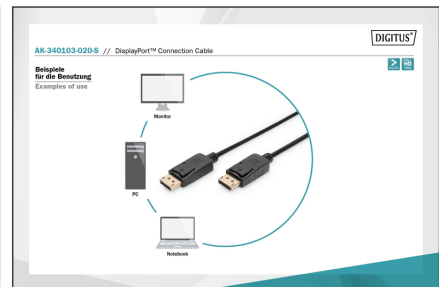 DIGITUS®
AK-340103-020-S // DisplayPort™ Connection Cable
Beispiele
für die Benutzung
Examples of use
Monitor
PC
Notebook